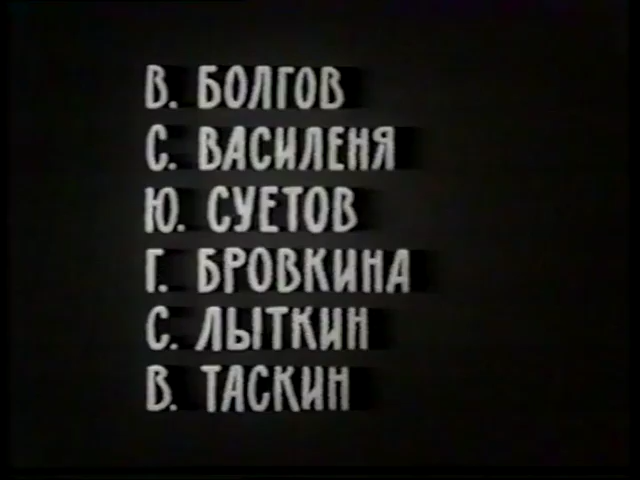 В. БОЛГОВ
С. ВАСИЛЕНЯ
Ю. СУЕТОВ
Г. БРОВКИНА
С. ЛЫТКИН
В. ТАСКИН